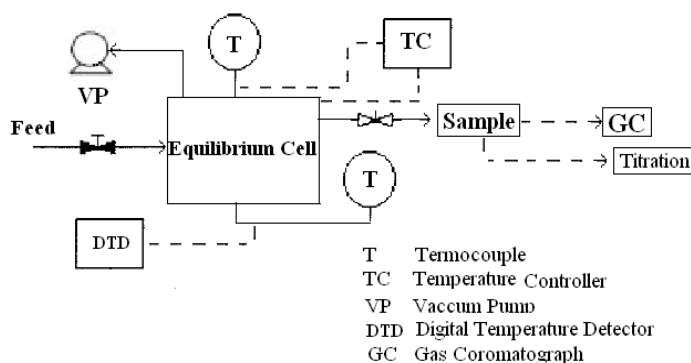 T
TC
VP
Feed
Equilibrium Cell
Sample
GC
T
Titration
DTD
T Termocouple
TC Temperature Controller
VP Vaccum Pump
DTD Digital Temperature Detector
GC Gas Coromatograph